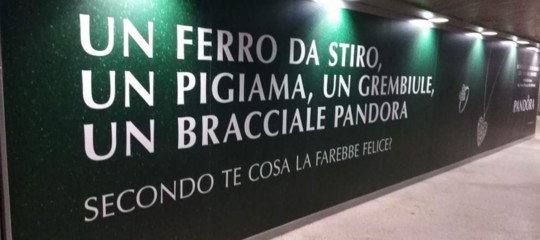 UN FERRO DA STIRO,
UN PIGIAMA, UN GREMBIULE,
UN BRACCIALE PANDORA
SECONDO TE COSA LA FAREBBE FELICE?
PANDORA